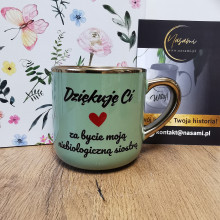 Nasami
Dziękuję Ci
za bycie moją
niebiologiczną siostrą
Twoja historia!
kontakt@nasami.pl